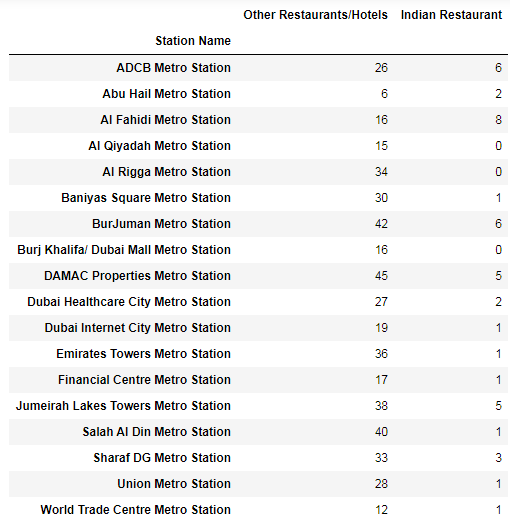 Other Restaurants/Hotels Indian Restaurant
Station Name
ADCB Metro Station 26 6
Abu Hail Metro Station 6 2
Al Fahidi Metro Station 16 8
Al Qiyadah Metro Station 15 0
Al Rigga Metro Station 34 0
Baniyas Square Metro Station 30 1
BurJuman Metro Station 42 6
Burj Khalifa/ Dubai Mall Metro Station 16 0
DAMAC Properties Metro Station 45 5
Dubai Healthcare City Metro Station 27 2
Dubai Internet City Metro Station 19 1
Emirates Towers Metro Station 36 1
Financial Centre Metro Station 17 1
Jumeirah Lakes Towers Metro Station 38 5
Salah Al Din Metro Station 40 1
Sharaf DG Metro Station 33 3
Union Metro Station 28 1
World Trade Centre Metro Station 12 1